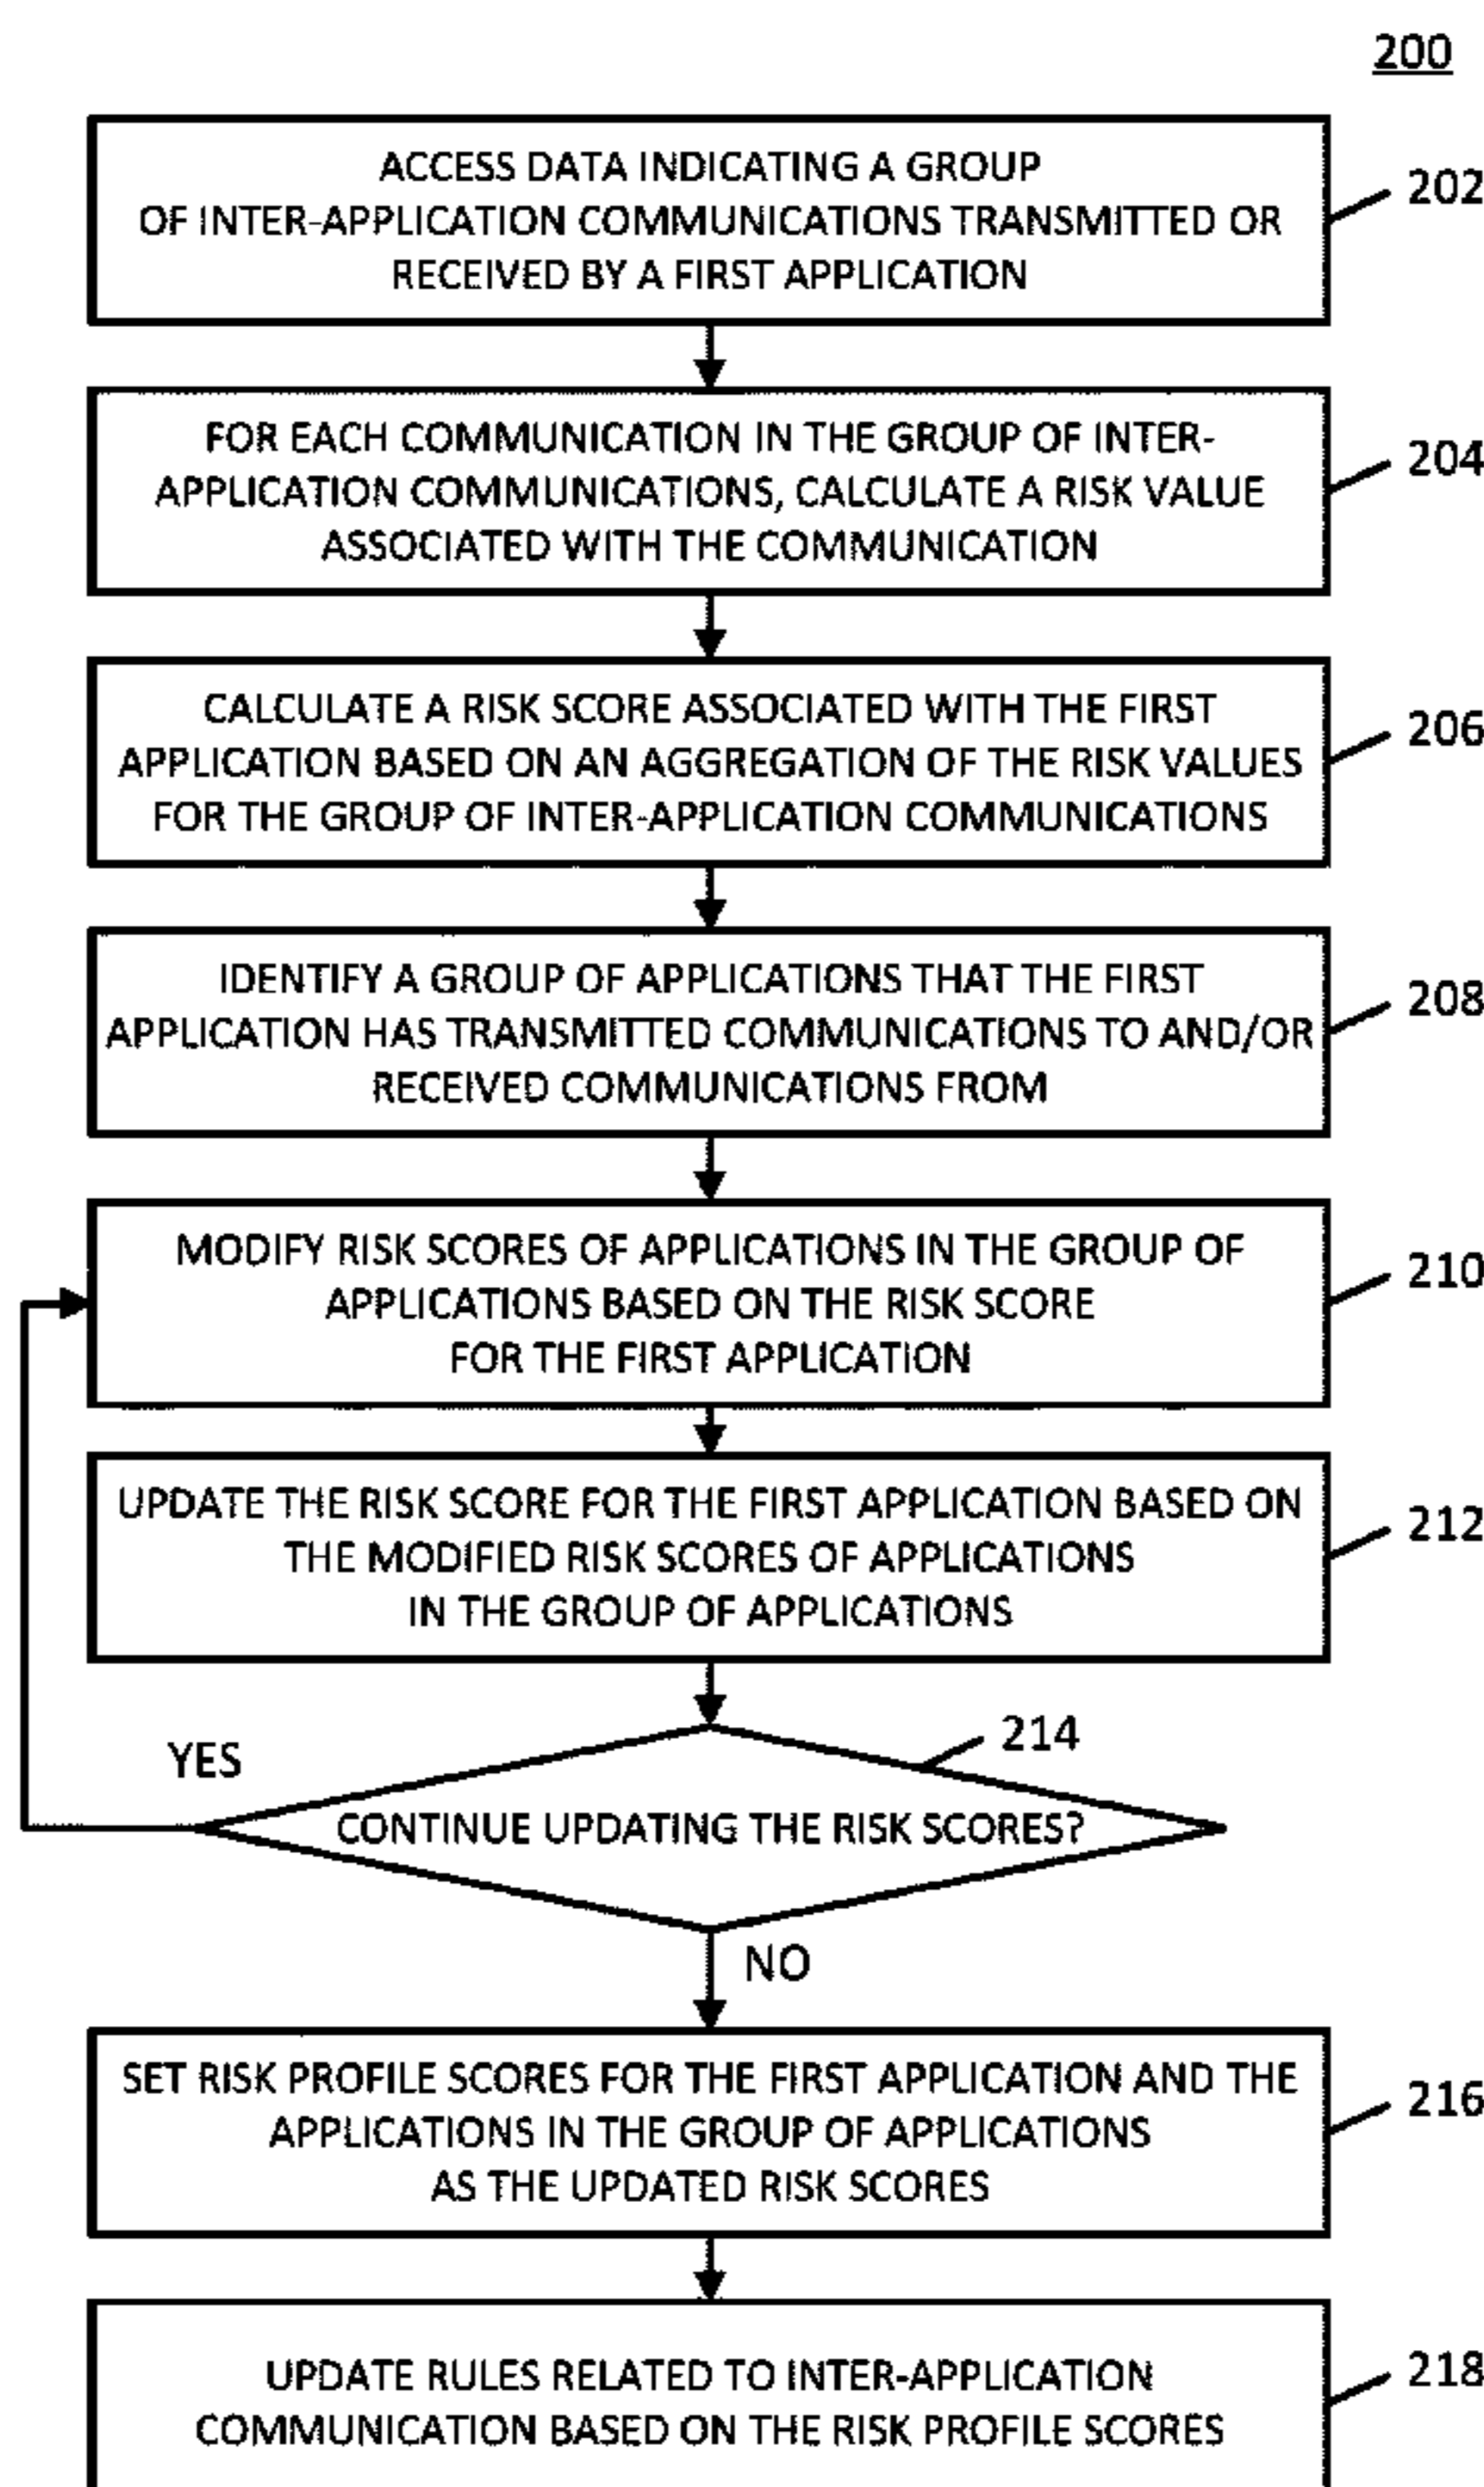 200
ACCESS DATA INDICATING A GROUP
OF INTER-APPLICATION COMMUNICATIONS TRANSMITTED OR
RECEIVED BY A FIRST APPLICATION
202
FOR EACH COMMUNICATION IN THE GROUP OF INTER-
APPLICATION COMMUNICATIONS, CALCULATE A RISK VALUE
ASSOCIATED WITH THE COMMUNICATION
204
CALCULATE A RISK SCORE ASSOCIATED WITH THE FIRST
APPLICATION BASED ON AN AGGREGATION OF THE RISK VALUES
FOR THE GROUP OF INTER-APPLICATION COMMUNICATIONS
206
IDENTIFY A GROUP OF APPLICATIONS THAT THE FIRST
APPLICATION HAS TRANSMITTED COMMUNICATIONS TO AND/OR
RECEIVED COMMUNICATIONS FROM
208
MODIFY RISK SCORES OF APPLICATIONS IN THE GROUP OF
APPLICATIONS BASED ON THE RISK SCORE
FOR THE FIRST APPLICATION
210
UPDATE THE RISK SCORE FOR THE FIRST APPLICATION BASED ON
THE MODIFIED RISK SCORES OF APPLICATIONS
IN THE GROUP OF APPLICATIONS
212
YES
214
CONTINUE UPDATING THE RISK SCORES?
NO
SET RISK PROFILE SCORES FOR THE FIRST APPLICATION AND THE
APPLICATIONS IN THE GROUP OF APPLICATIONS
AS THE UPDATED RISK SCORES
216
UPDATE RULES RELATED TO INTER-APPLICATION
COMMUNICATION BASED ON THE RISK PROFILE SCORES
218